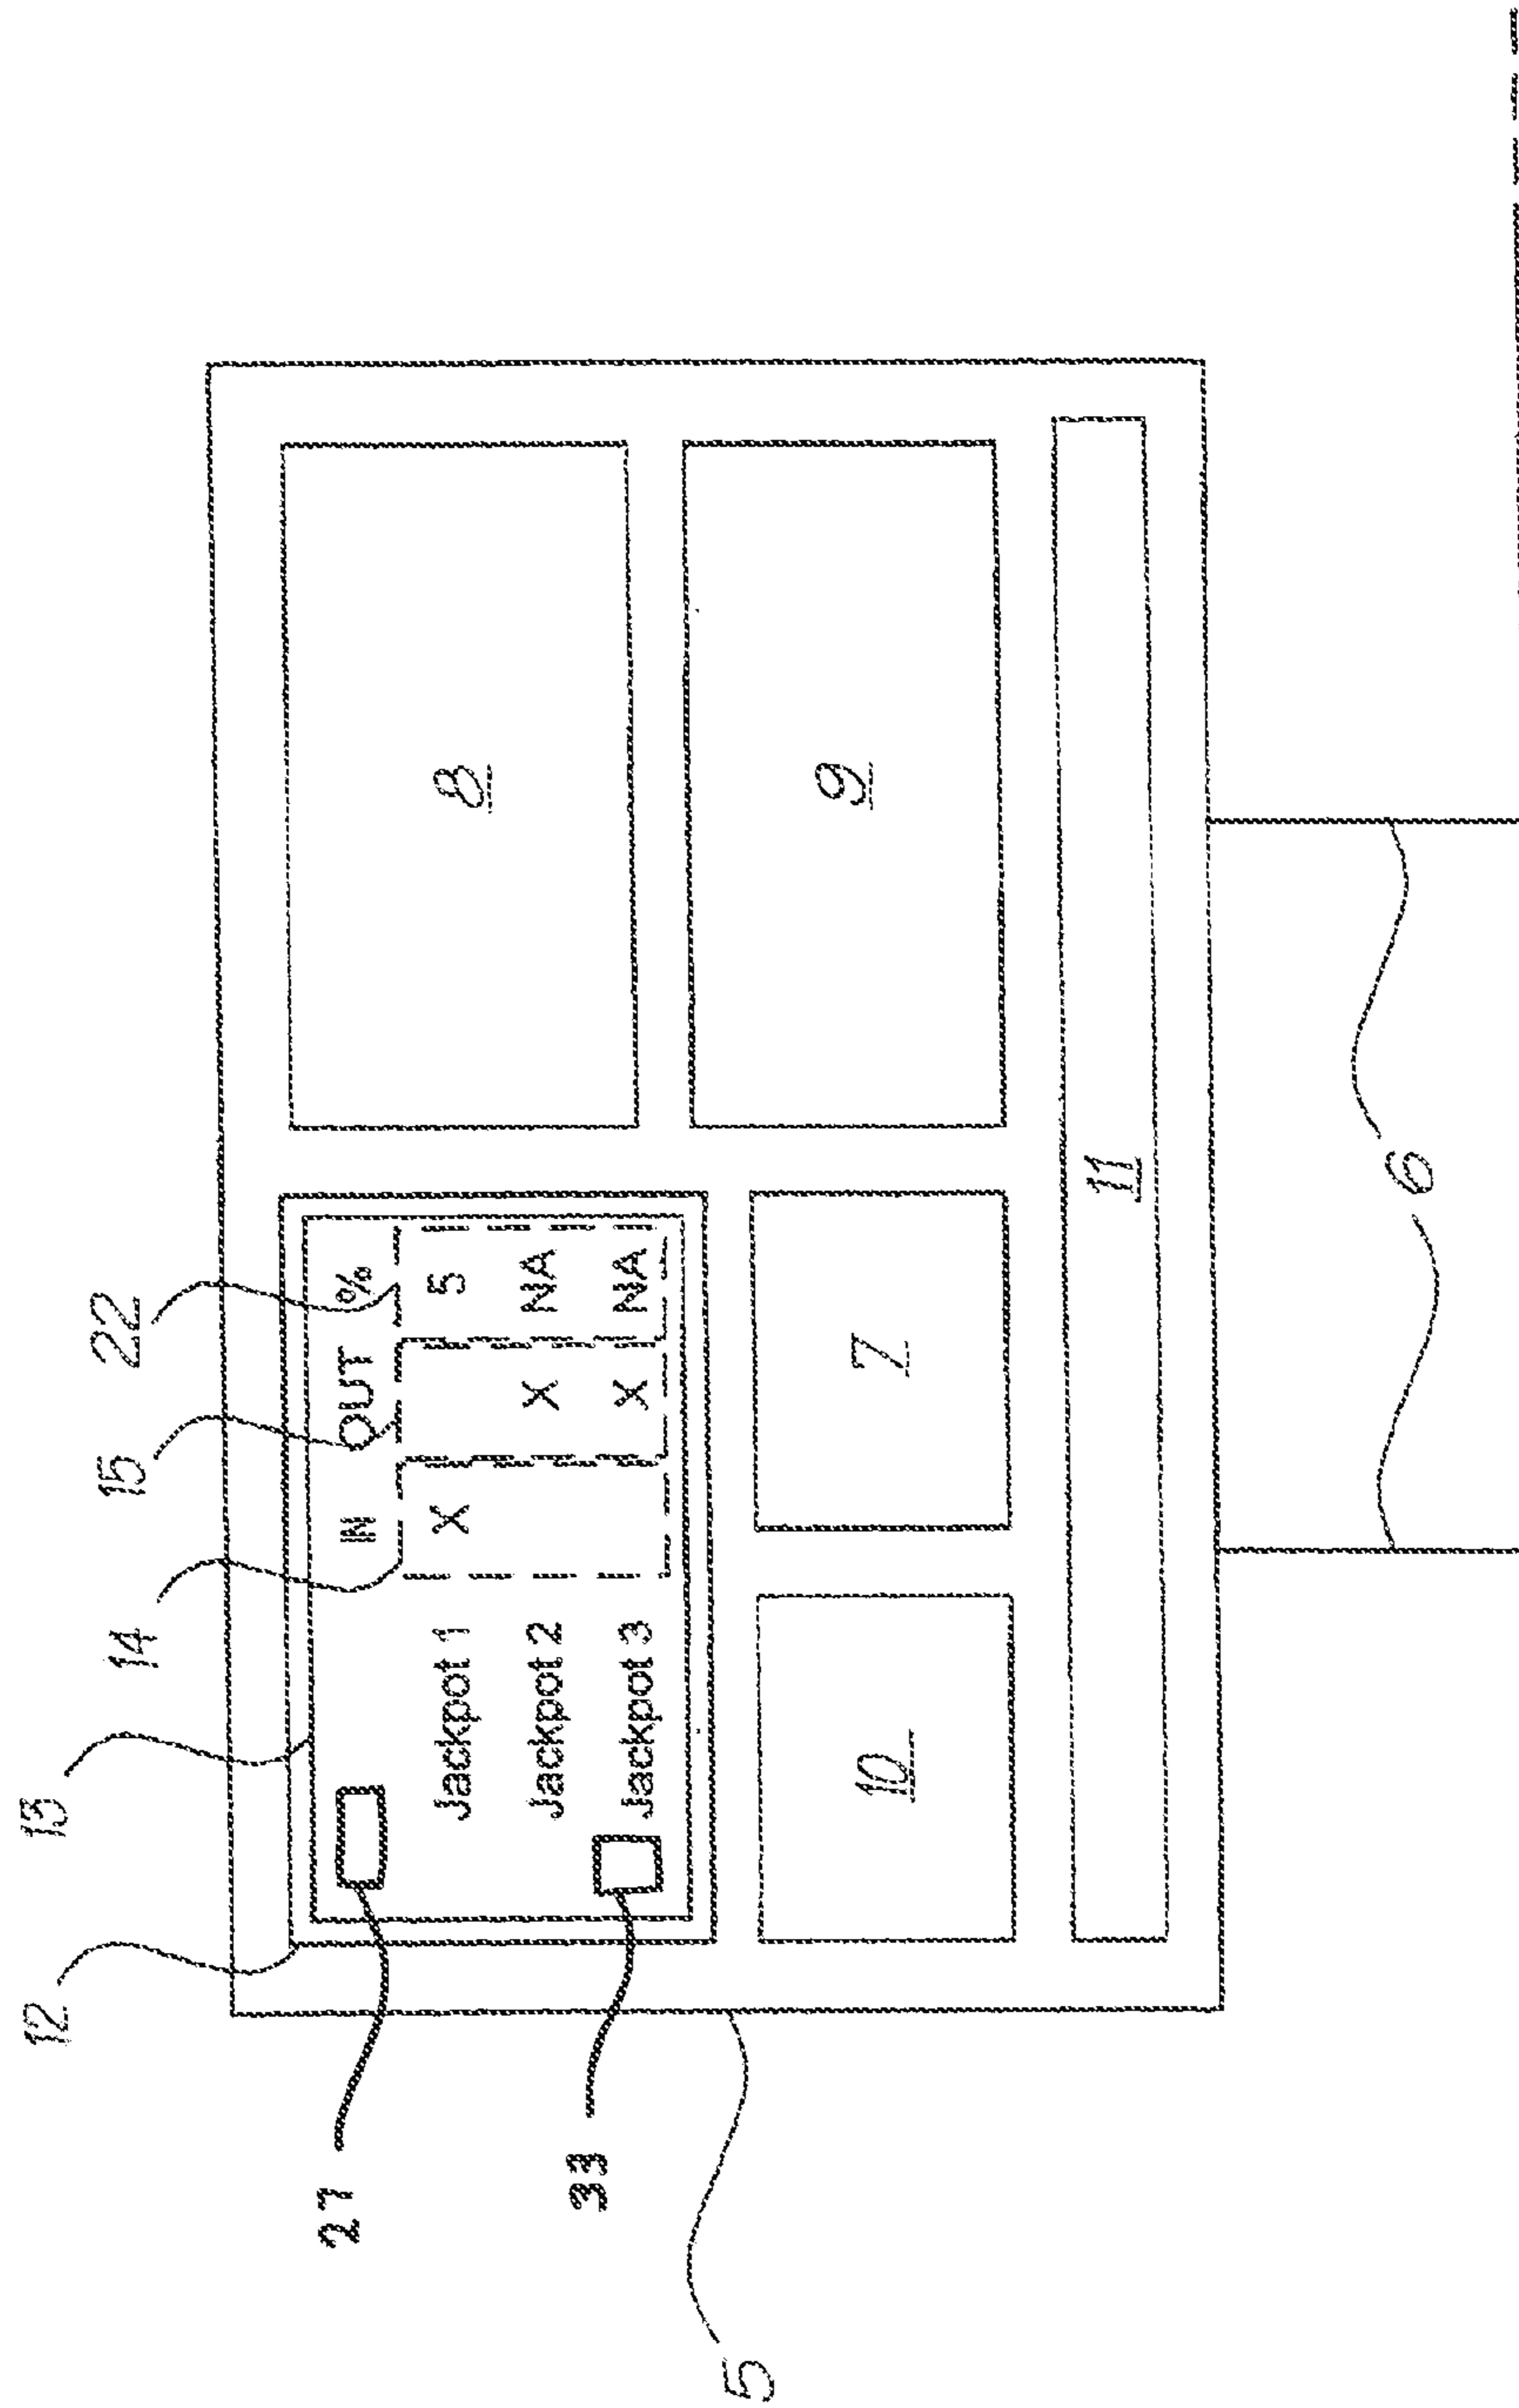 12 13 14 15 22
27 IN OUT %
Jackpot 1 X 5
8
Jackpot 2 X NA
33
Jackpot 3 X NA
5
10 7 9
11
6